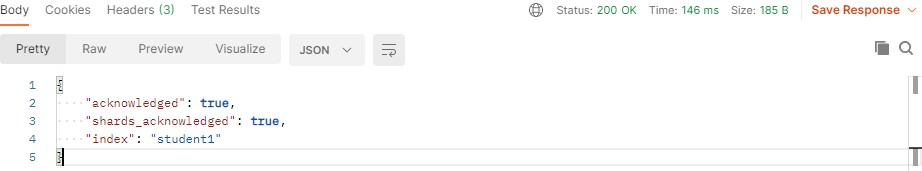 Body Cookies Headers (3) Test Results Status: 200 OK Time: 146 ms Size: 185 B Save Response
Pretty Raw Preview Visualize JSON
1 {
2 "acknowledged": true,
3 "shards_acknowledged": true,
4 "index": "student1"
5 }